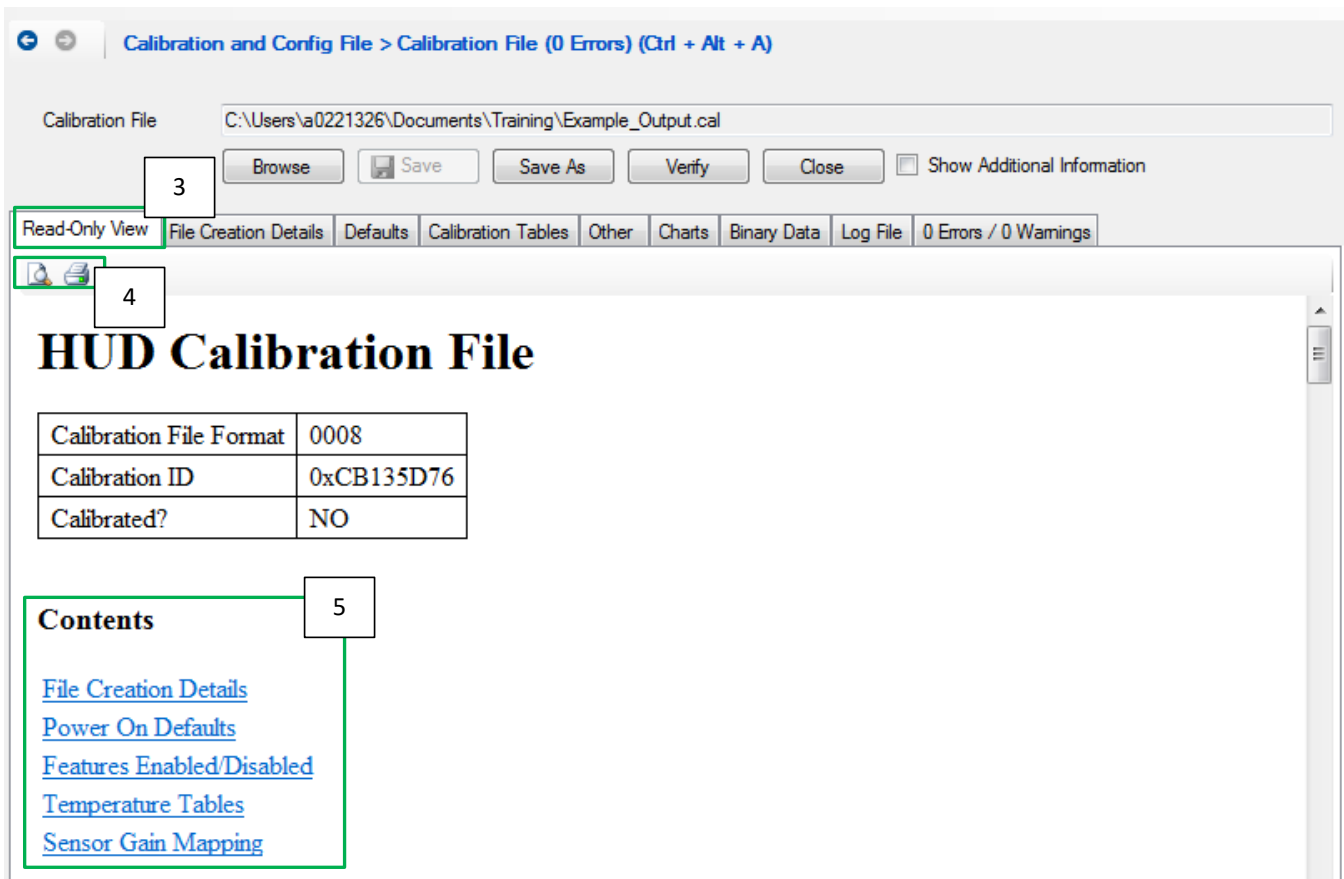 Calibration and Config File > Calibration File (0 Errors) (Ctrl + Alt + A)
Calibration File C:\Users\a0221326\Documents\Training\Example_Output.cal
Browse Save Save As Verify Close Show Additional Information
3
Read-Only View File Creation Details Defaults Calibration Tables Other Charts Binary Data Log File 0 Errors / 0 Warnings
4
HUD Calibration File
Calibration File Format 0008
Calibration ID 0xCB135D76
Calibrated? NO
5
Contents
File Creation Details
Power On Defaults
Features Enabled/Disabled
Temperature Tables
Sensor Gain Mapping